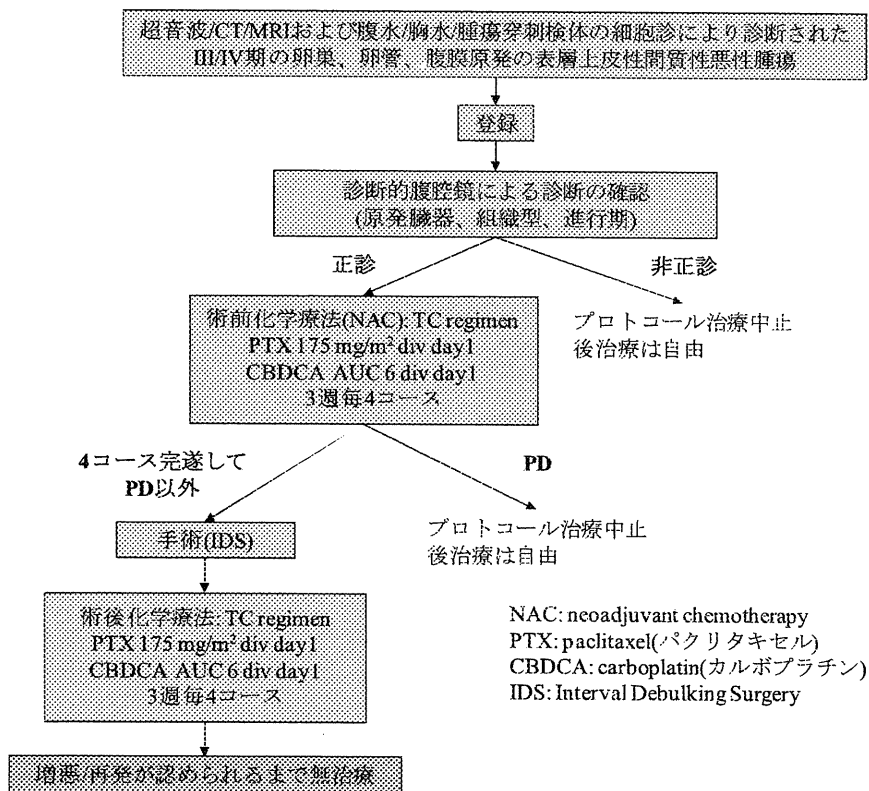 超音波/CT/MRIおよび腹水/胸水/腫瘍穿刺検体の細胞診により診断された
III/IV期の卵巣、卵管、腹膜原発の表層上皮性間質性悪性腫瘍
登録
診断的腹腔鏡による診断の確認
(原発臓器、組織型、進行期)
正診
非正診
術前化学療法(NAC): TC regimen
PTX 175 mg/m² div day1
CBDCA AUC 6 div day1
3週毎4コース
プロトコール治療中止
後治療は自由
4コース完遂して
PD以外
PD
手術(IDS)
プロトコール治療中止
後治療は自由
術後化学療法: TC regimen
PTX 175 mg/m² div day1
CBDCA AUC 6 div day1
3週毎4コース
NAC: neoadjuvant chemotherapy
PTX: paclitaxel(パクリタキセル)
CBDCA: carboplatin(カルボプラチン)
IDS: Interval Debulking Surgery
増悪/再発が認められるまで無治療